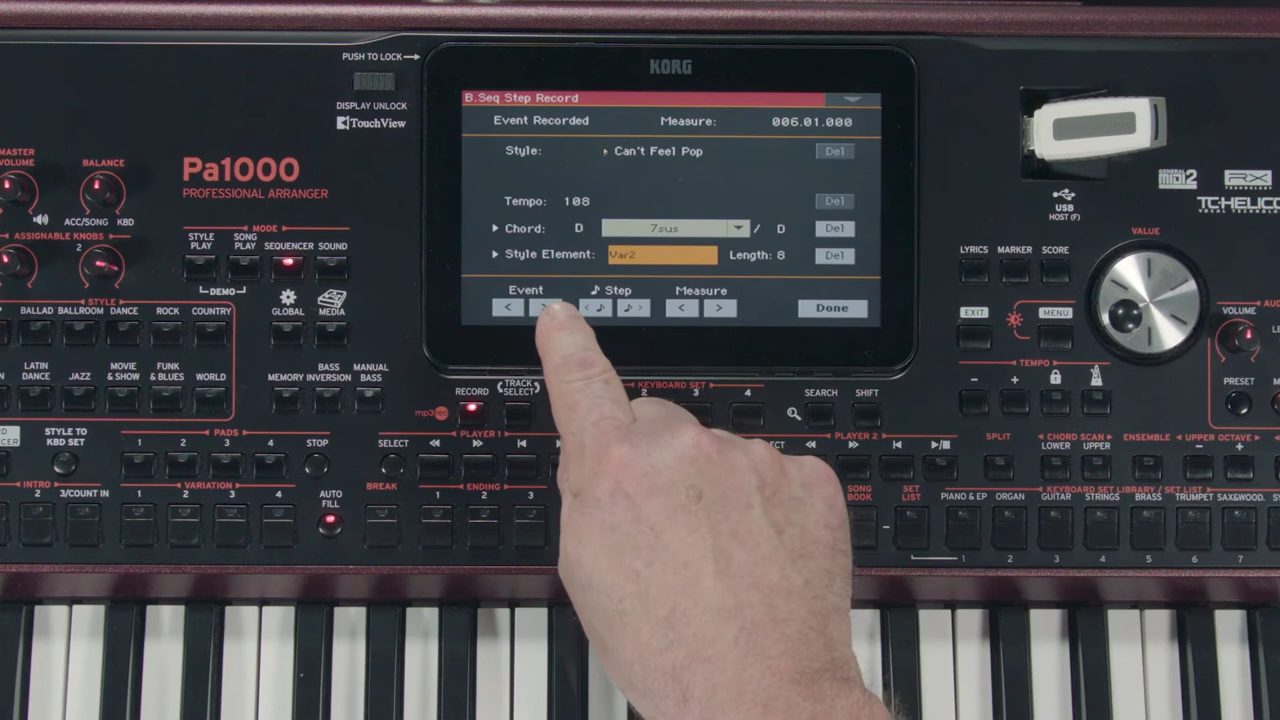 PUSH TO LOCK
KORG
DISPLAY UNLOCK
TouchView
B.Seq Step Record
Event Recorded Measure: 006.01.000
Style: Can't Feel Pop Del
Tempo: 108 Del
Chord: D 7sus / D Del
Style Element: Var2 Length: 8 Del
Event Step Measure
< > < > < >
Done
MASTER
VOLUME
BALANCE
ACC/SONG KBD
Pa1000
PROFESSIONAL ARRANGER
ASSIGNABLE KNOBS
2
MODE
STYLE
PLAY
SONG
PLAY
SEQUENCER
SOUND
DEMO
STYLE
BALLAD BALLROOM DANCE ROCK COUNTRY
GLOBAL MEDIA
LATIN
DANCE
JAZZ
MOVIE
& SHOW
FUNK
& BLUES
WORLD
MEMORY
BASS
INVERSION
MANUAL
BASS
STYLE TO
KBD SET
PADS
1 2 3 4 STOP
INTRO
2 3/COUNT IN
VARIATION
1 2 3 4
AUTO
FILL
mp3rec
RECORD
TRACK
SELECT
KEYBOARD SET
2 3 4
SEARCH SHIFT
PLAYER 1
SELECT
BREAK
ENDING
1 2 3
PLAYER 2
SONG
BOOK
SET
LIST
USB
HOST (F)
GENERAL
MIDI2
RX
TECHNOLOGY
TC-HELICO
LYRICS MARKER SCORE
VALUE
EXIT MENU
TEMPO
- +
VOLUME
PRESET
SPLIT
CHORD SCAN
LOWER UPPER
ENSEMBLE
UPPER OCTAVE
- +
KEYBOARD SET LIBRARY / SET LIST
PIANO & EP ORGAN GUITAR STRINGS BRASS TRUMPET SAX&WOOD.
1 2 3 4 5 6 7